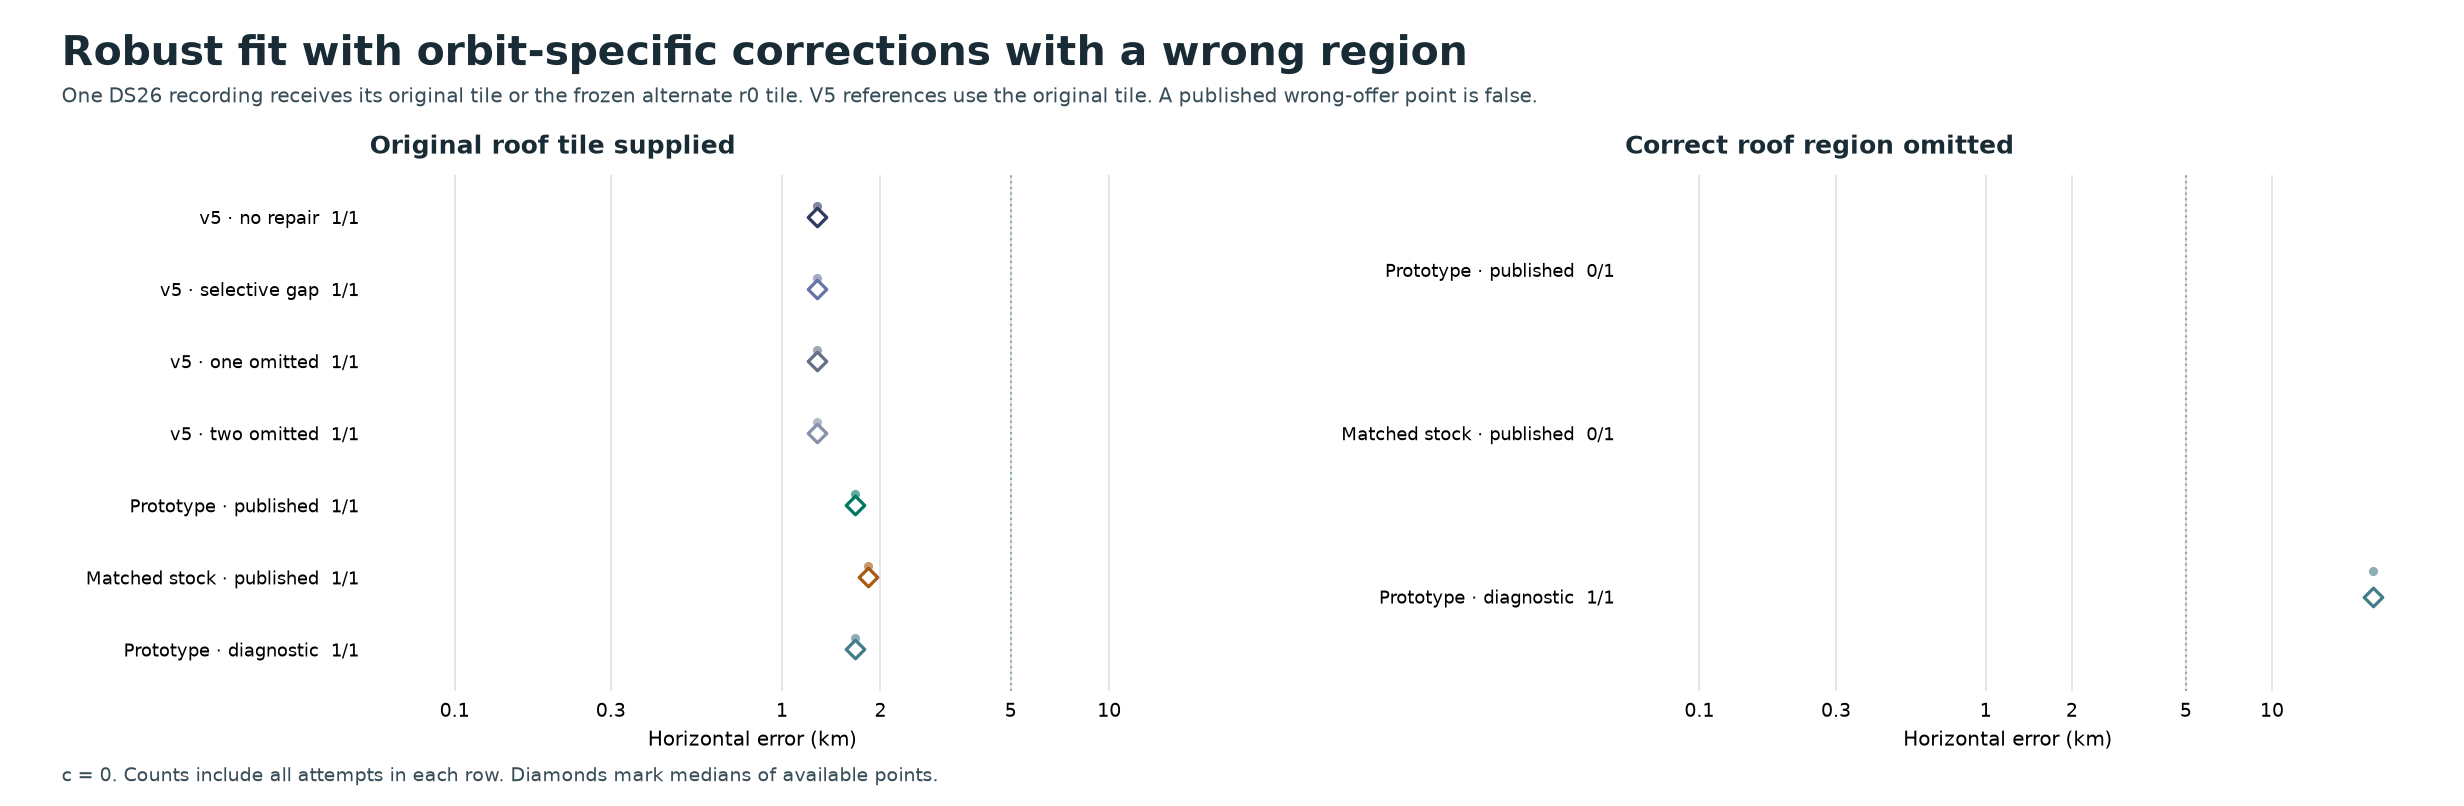 Robust fit with orbit-specific corrections with a wrong region
One DS26 recording receives its original tile or the frozen alternate r0 tile. V5 references use the original tile. A published wrong-offer point is false.
Original roof tile supplied
v5 · no repair 1/1
v5 · selective gap 1/1
v5 · one omitted 1/1
v5 · two omitted 1/1
Prototype · published 1/1
Matched stock · published 1/1
Prototype · diagnostic 1/1
0.1 0.3 1 2 5 10
Horizontal error (km)
Correct roof region omitted
Prototype · published 0/1
Matched stock · published 0/1
Prototype · diagnostic 1/1
0.1 0.3 1 2 5 10
Horizontal error (km)
c = 0. Counts include all attempts in each row. Diamonds mark medians of available points.